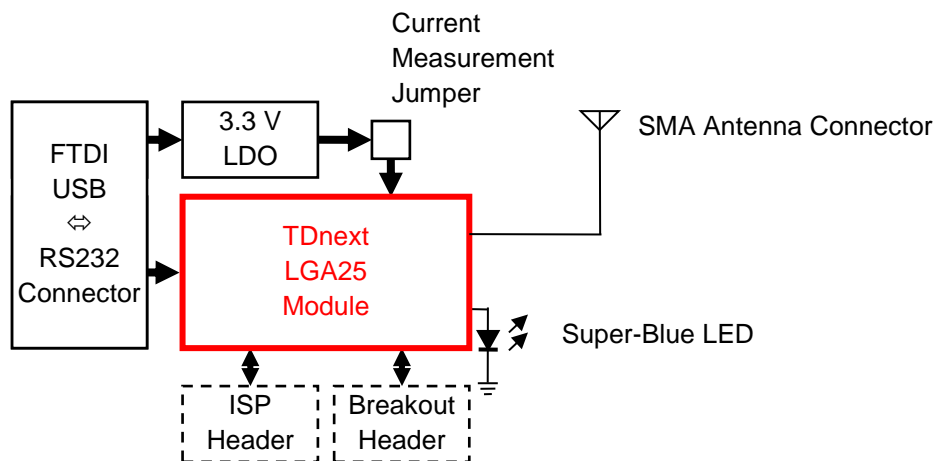 Current
Measurement
Jumper
3.3 V
LDO
SMA Antenna Connector
FTDI
USB
⬄
RS232
Connector
TDnext
LGA25
Module
Super-Blue LED
ISP
Header
Breakout
Header